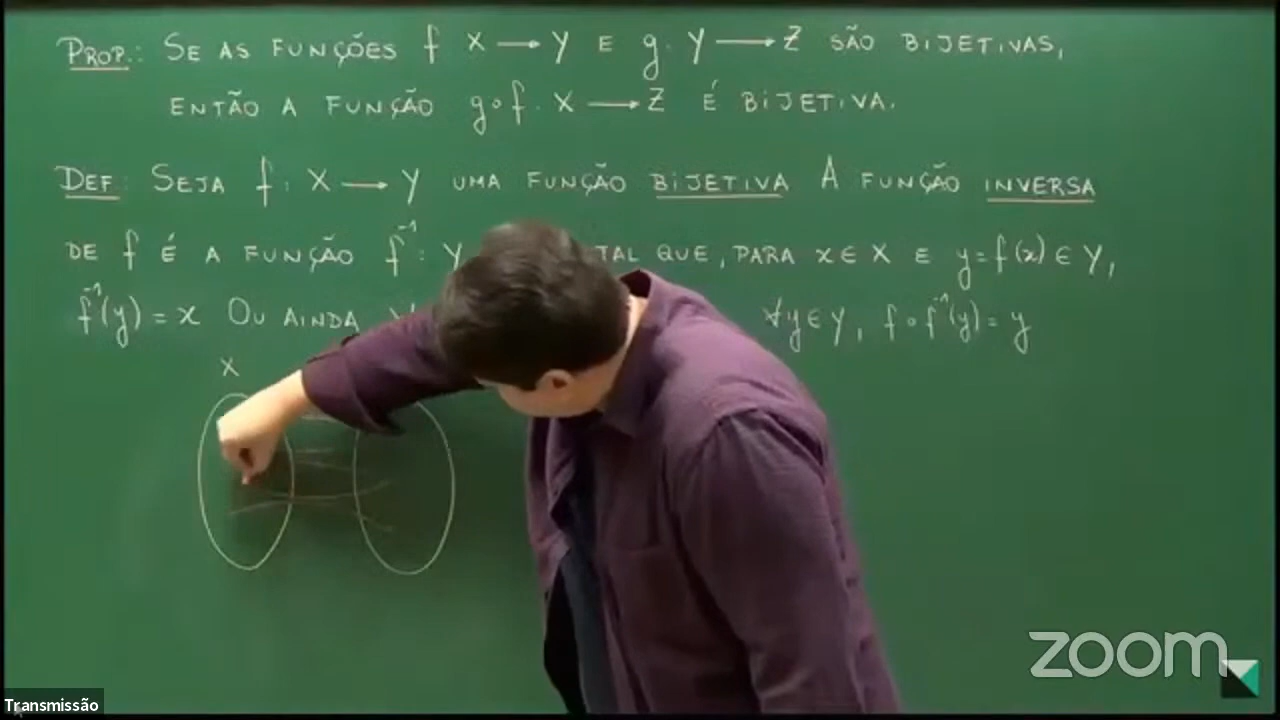 PROP.: SE AS FUNÇÕES f X → Y E g. Y → Z SÃO BIJETIVAS,
ENTÃO A FUNÇÃO g∘f. X → Z É BIJETIVA.
DEF: SEJA f: X → Y UMA FUNÇÃO BIJETIVA A FUNÇÃO INVERSA
DE f É A FUNÇÃO f⁻¹: Y TAL QUE, PARA x ∈ X E y=f(x) ∈ Y,
f⁻¹(y) = x OU AINDA ∀y ∈ Y, f∘f⁻¹(y) = y
X
zoom
Transmissão